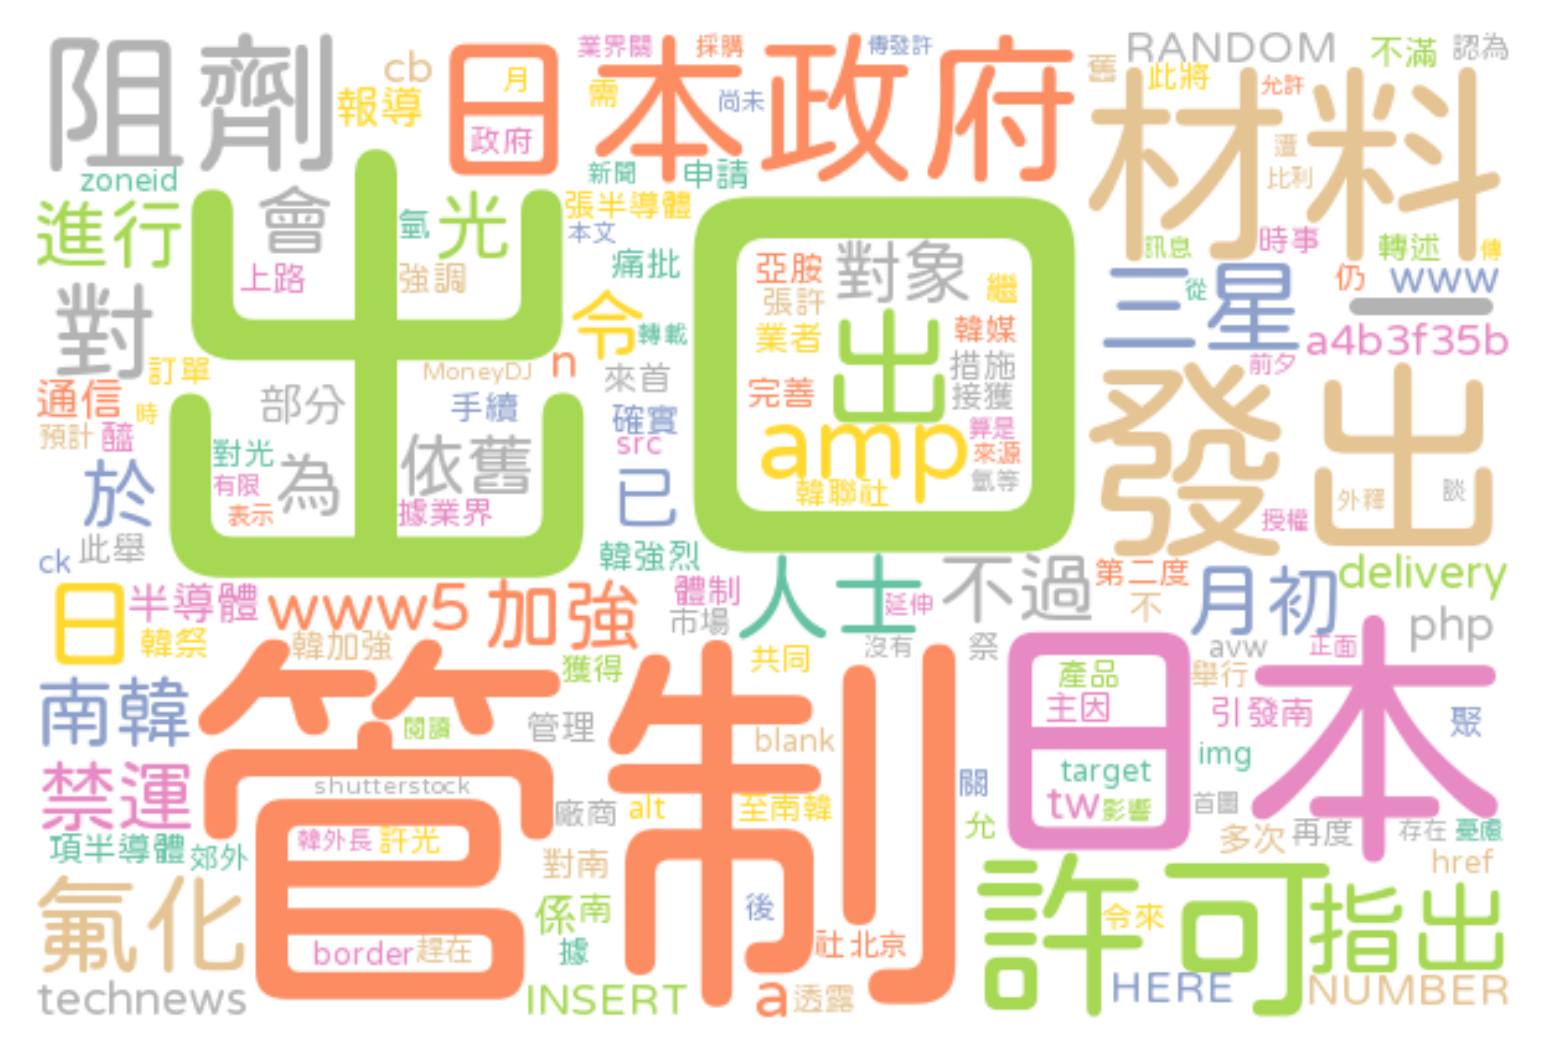 阻劑
cb
報導
日本政府
月
政府
業界關
採購
傳發許
需
尚未
新聞
申請
RANDOM
不滿
認為
舊
此將
允許
材料
遭
比利
zoneid
進行
出口
會
氫
光
上路
強調
張半導體
本文
痛批
訊息
時事
轉述
傳
對
令
轉載
亞胺
對象
繼
張許
業者
出
韓媒
措施
接獲
完善
amp
算是
來源
氫等
韓聯社
三星
從
仍
www
一
a4b3f35b
前夕
訂單
通信
時
預計
醯
部分
MoneyDJ
n
來首
手續
確實
src
對光
為
依舊
有限
表示
據業界
於
已
發出
外釋
談
授權
ck
此舉
韓強烈
人士
不過
第二度
不
月初
delivery
日
半導體
www5
加強
體制
市場
延伸
韓祭
韓加強
沒有
祭
avw
正面
php
南韓
管制
獲得
共同
閱讀
管理
blank
日本
產品
主因
舉行
引發南
聚
禁運
shutterstock
廠商
alt
至南韓
關
target
img
tw
影響
首圖
允
多次
再度
存在
憂慮
項半導體
郊外
韓外長
許光
對南
href
氟化
係南
後
據
許可
令來
指出
border
趕在
社
北京
technews
INSERT
a
透露
HERE
NUMBER